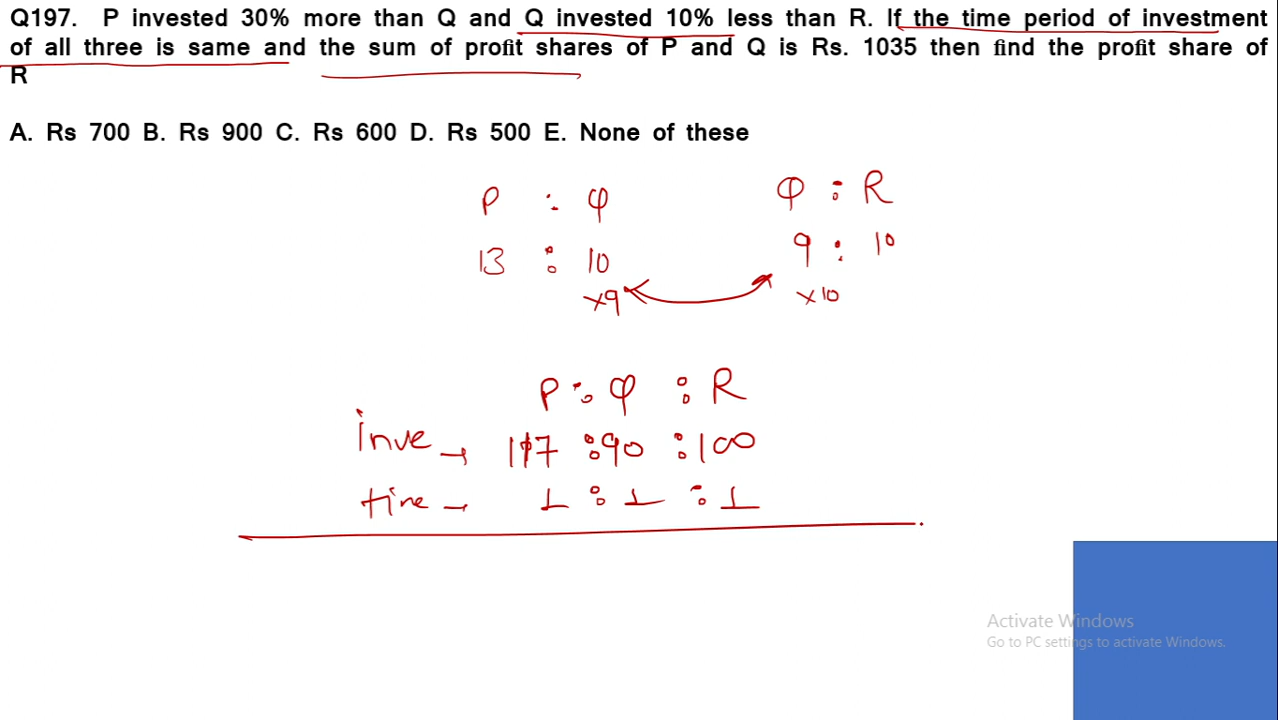 Q197. P invested 30% more than Q and Q invested 10% less than R. If the time period of investment
of all three is same and the sum of profit shares of P and Q is Rs. 1035 then find the profit share of
R
A. Rs 700 B. Rs 900 C. Rs 600 D. Rs 500 E. None of these
P : Q Q : R
13 : 10 9 : 10
×9 ×10
P : Q : R
inve → 117 : 90 : 100
time → 1 : 1 : 1
Activate Windows
Go to PC settings to activate Windows.